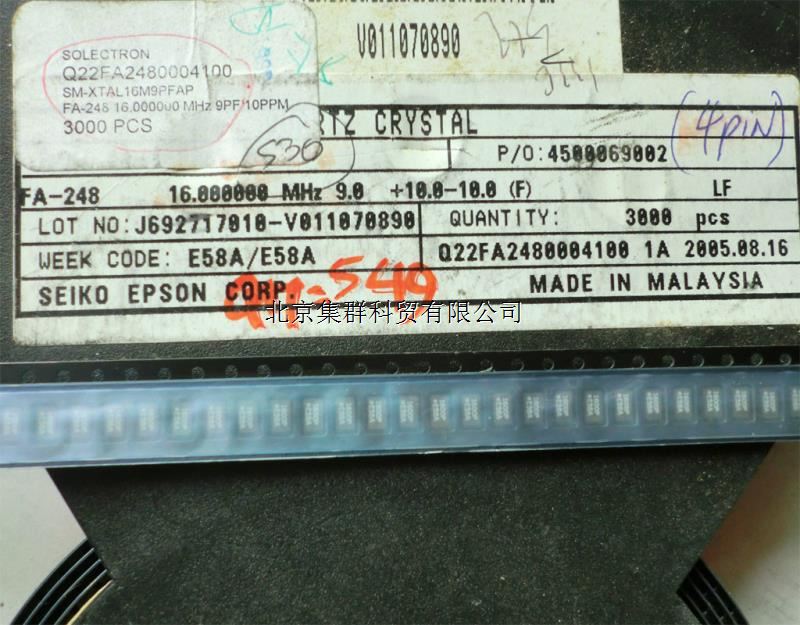 V011070890
SOLECTRON
Q22FA2480004100
SM-XTAL16M9PFAP
FA-248 16.000000 MHz 9PF/10PPM
3000 PCS
530
RTZ CRYSTAL
(4PIN)
P/O:4500069002
FA-248 16.000000 MHz 9.0 +10.0-10.0 (F) LF
LOT NO:J692717010-V011070890 QUANTITY: 3000 pcs
WEEK CODE: E58A/E58A Q22FA2480004100 1A 2005.08.16
SEIKO EPSON CORP. MADE IN MALAYSIA
北京集群科贸有限公司